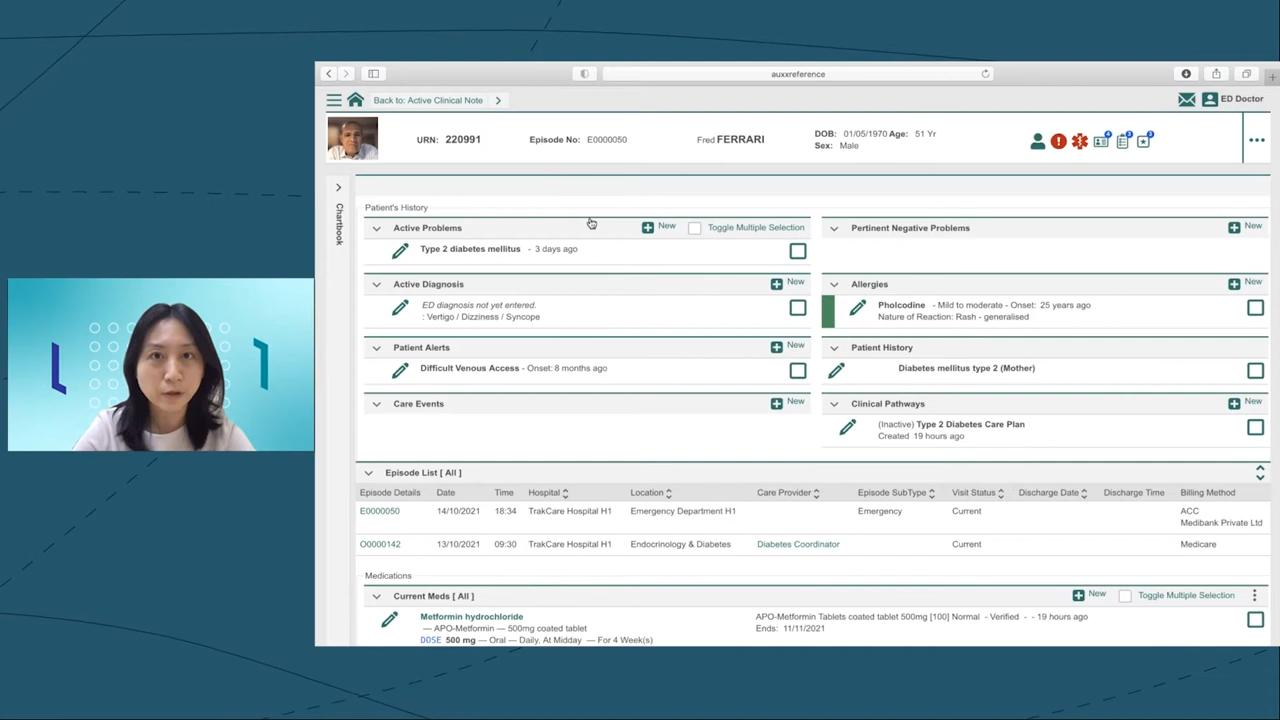 auxxreference
Back to: Active Clinical Note
ED Doctor
URN: 220991
Episode No: E0000050
Fred FERRARI
DOB: 01/05/1970 Age: 51 Yr
Sex: Male
4
3
3
Chartbook
Patient's History
Active Problems
New
Toggle Multiple Selection
Type 2 diabetes mellitus - 3 days ago
Active Diagnosis
New
ED diagnosis not yet entered.
: Vertigo / Dizziness / Syncope
Patient Alerts
New
Difficult Venous Access - Onset: 8 months ago
Care Events
New
Pertinent Negative Problems
New
Allergies
New
Pholcodine - Mild to moderate - Onset: 25 years ago
Nature of Reaction: Rash - generalised
Patient History
Diabetes mellitus type 2 (Mother)
Clinical Pathways
New
(Inactive) Type 2 Diabetes Care Plan
Created 19 hours ago
Episode List [ All ]
Episode Details Date Time Hospital Location Care Provider Episode SubType Visit Status Discharge Date Discharge Time Billing Method
E0000050 14/10/2021 18:34 TrakCare Hospital H1 Emergency Department H1 Emergency Current ACC
Medibank Private Ltd
O0000142 13/10/2021 09:30 TrakCare Hospital H1 Endocrinology & Diabetes Diabetes Coordinator Current Medicare
Medications
Current Meds [ All ]
New
Toggle Multiple Selection
Metformin hydrochloride
— APO-Metformin — 500mg coated tablet
DOSE 500 mg — Oral — Daily, At Midday — For 4 Week(s)
APO-Metformin Tablets coated tablet 500mg [100] Normal - Verified - - 19 hours ago
Ends: 11/11/2021